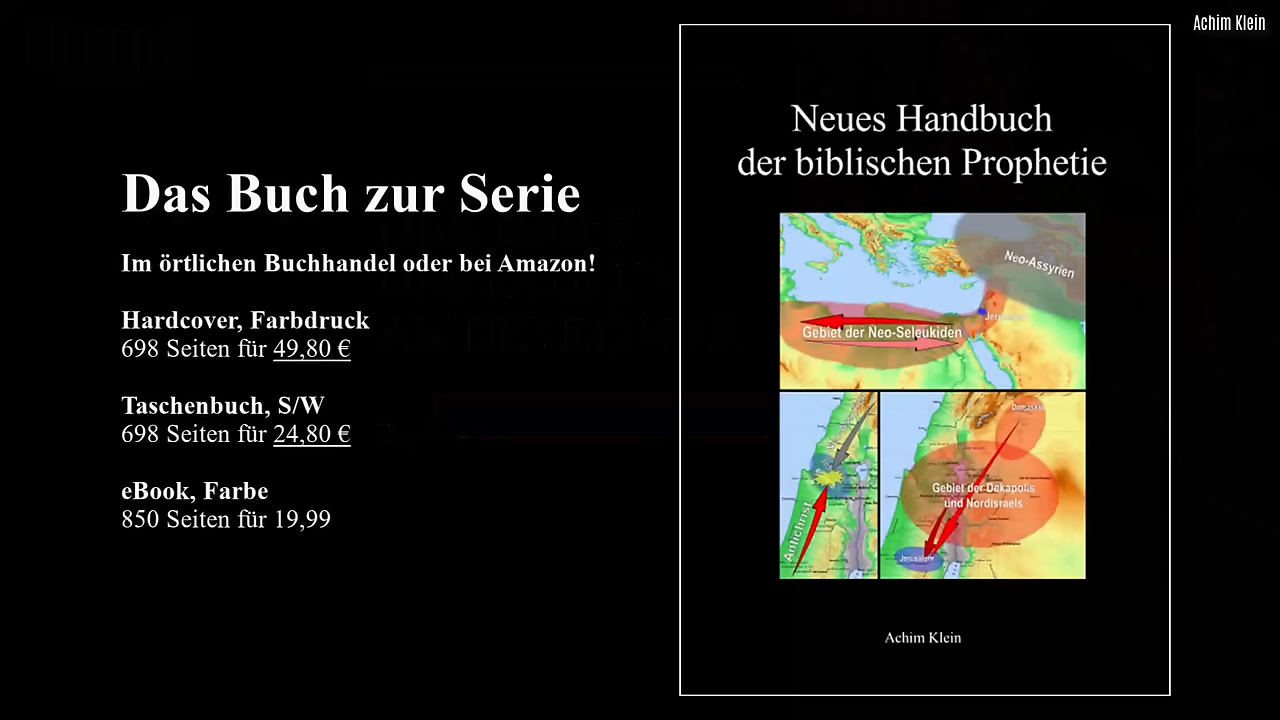 Achim Klein
Das Buch zur Serie
Im örtlichen Buchhandel oder bei Amazon!
Hardcover, Farbdruck
698 Seiten für 49,80 €
Taschenbuch, S/W
698 Seiten für 24,80 €
eBook, Farbe
850 Seiten für 19,99
Neues Handbuch
der biblischen Prophetie
Neo-Assyrien
Gebiet der Neo-Seleukiden
Antichrist
Gebiet der Dekapolis
und Nordisraels
Jerusalem
Achim Klein